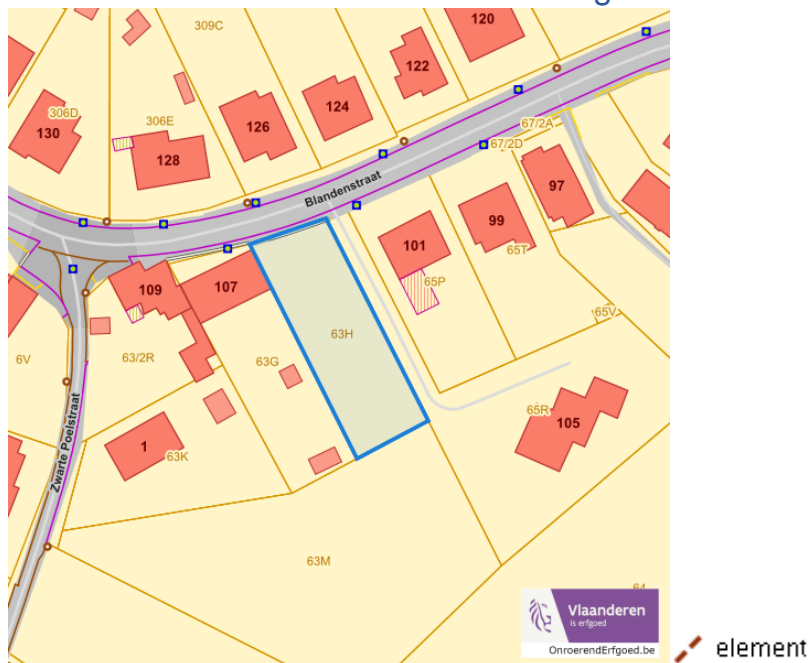 309C
120
122
306D
130
306E
126
124
128
67/2A
67/2D
97
Blandenstraat
99
101
65T
65P
109
107
63H
65V
6V
63/2R
63G
65R
105
1
63K
Zwarte Poelstraat
63M
Vlaanderen
is erfgoed
OnroerendErfgoed.be
element